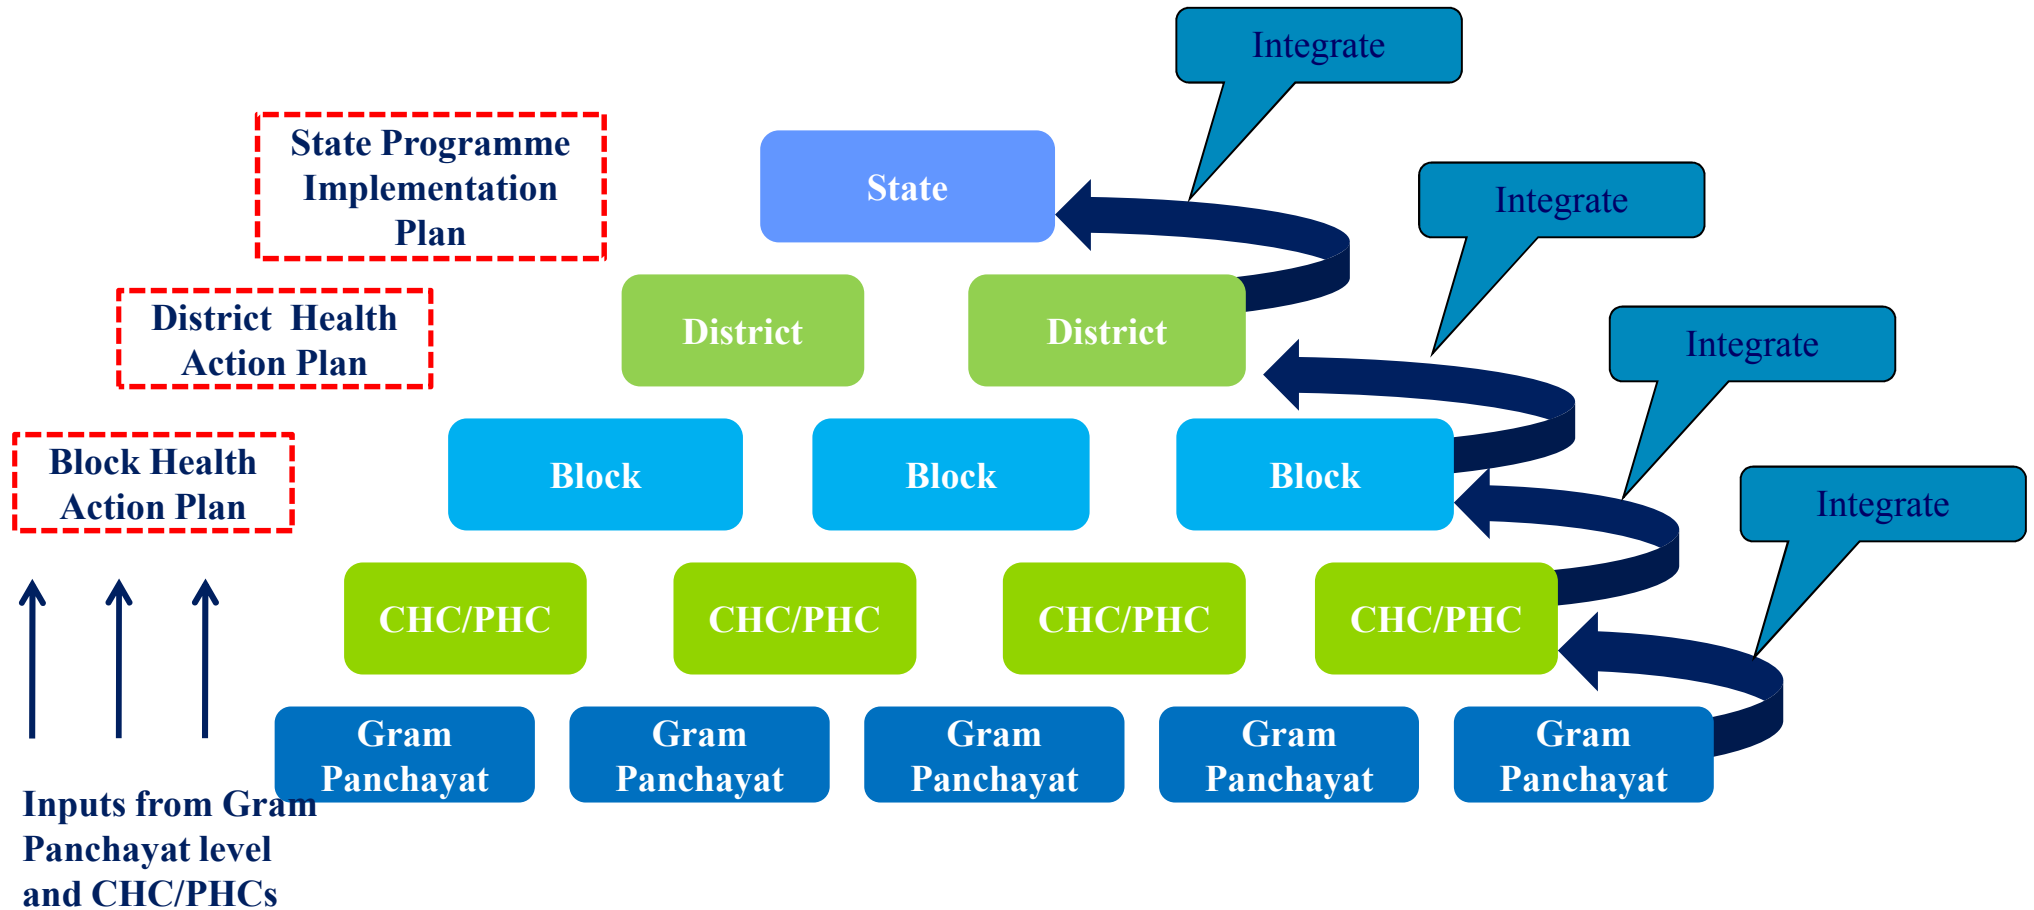 Integrate
State Programme
Implementation
Plan
State
Integrate
District  Health
Action Plan
District
District
Integrate
Block Health
Action Plan
Block
Block
Block
Integrate
CHC/PHC
CHC/PHC
CHC/PHC
CHC/PHC
Gram
Panchayat
Gram
Panchayat
Gram
Panchayat
Gram
Panchayat
Gram
Panchayat
Inputs from Gram
Panchayat level
and CHC/PHCs